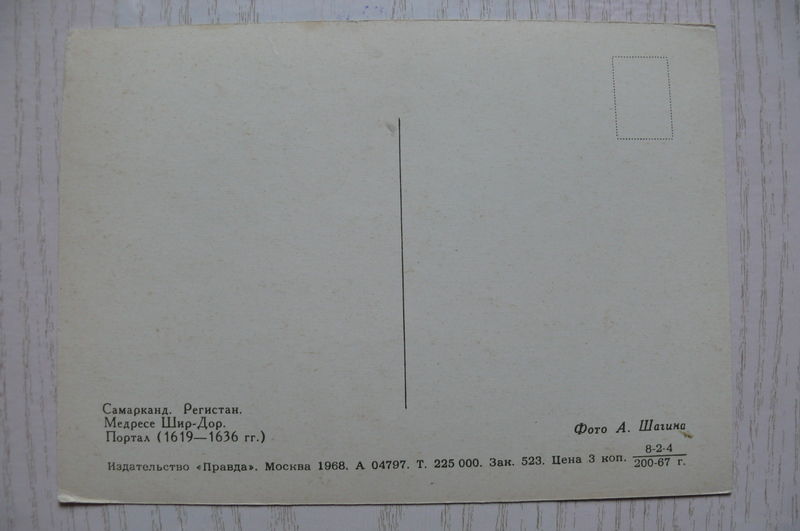 Самарканд. Регистан.
Медресе Шир-Дор.
Портал (1619—1636 гг.)
Фото А. Шагина
Издательство «Правда». Москва 1968. А 04797. Т. 225 000. Зак. 523. Цена 3 коп. 8-2-4
200-67 г.